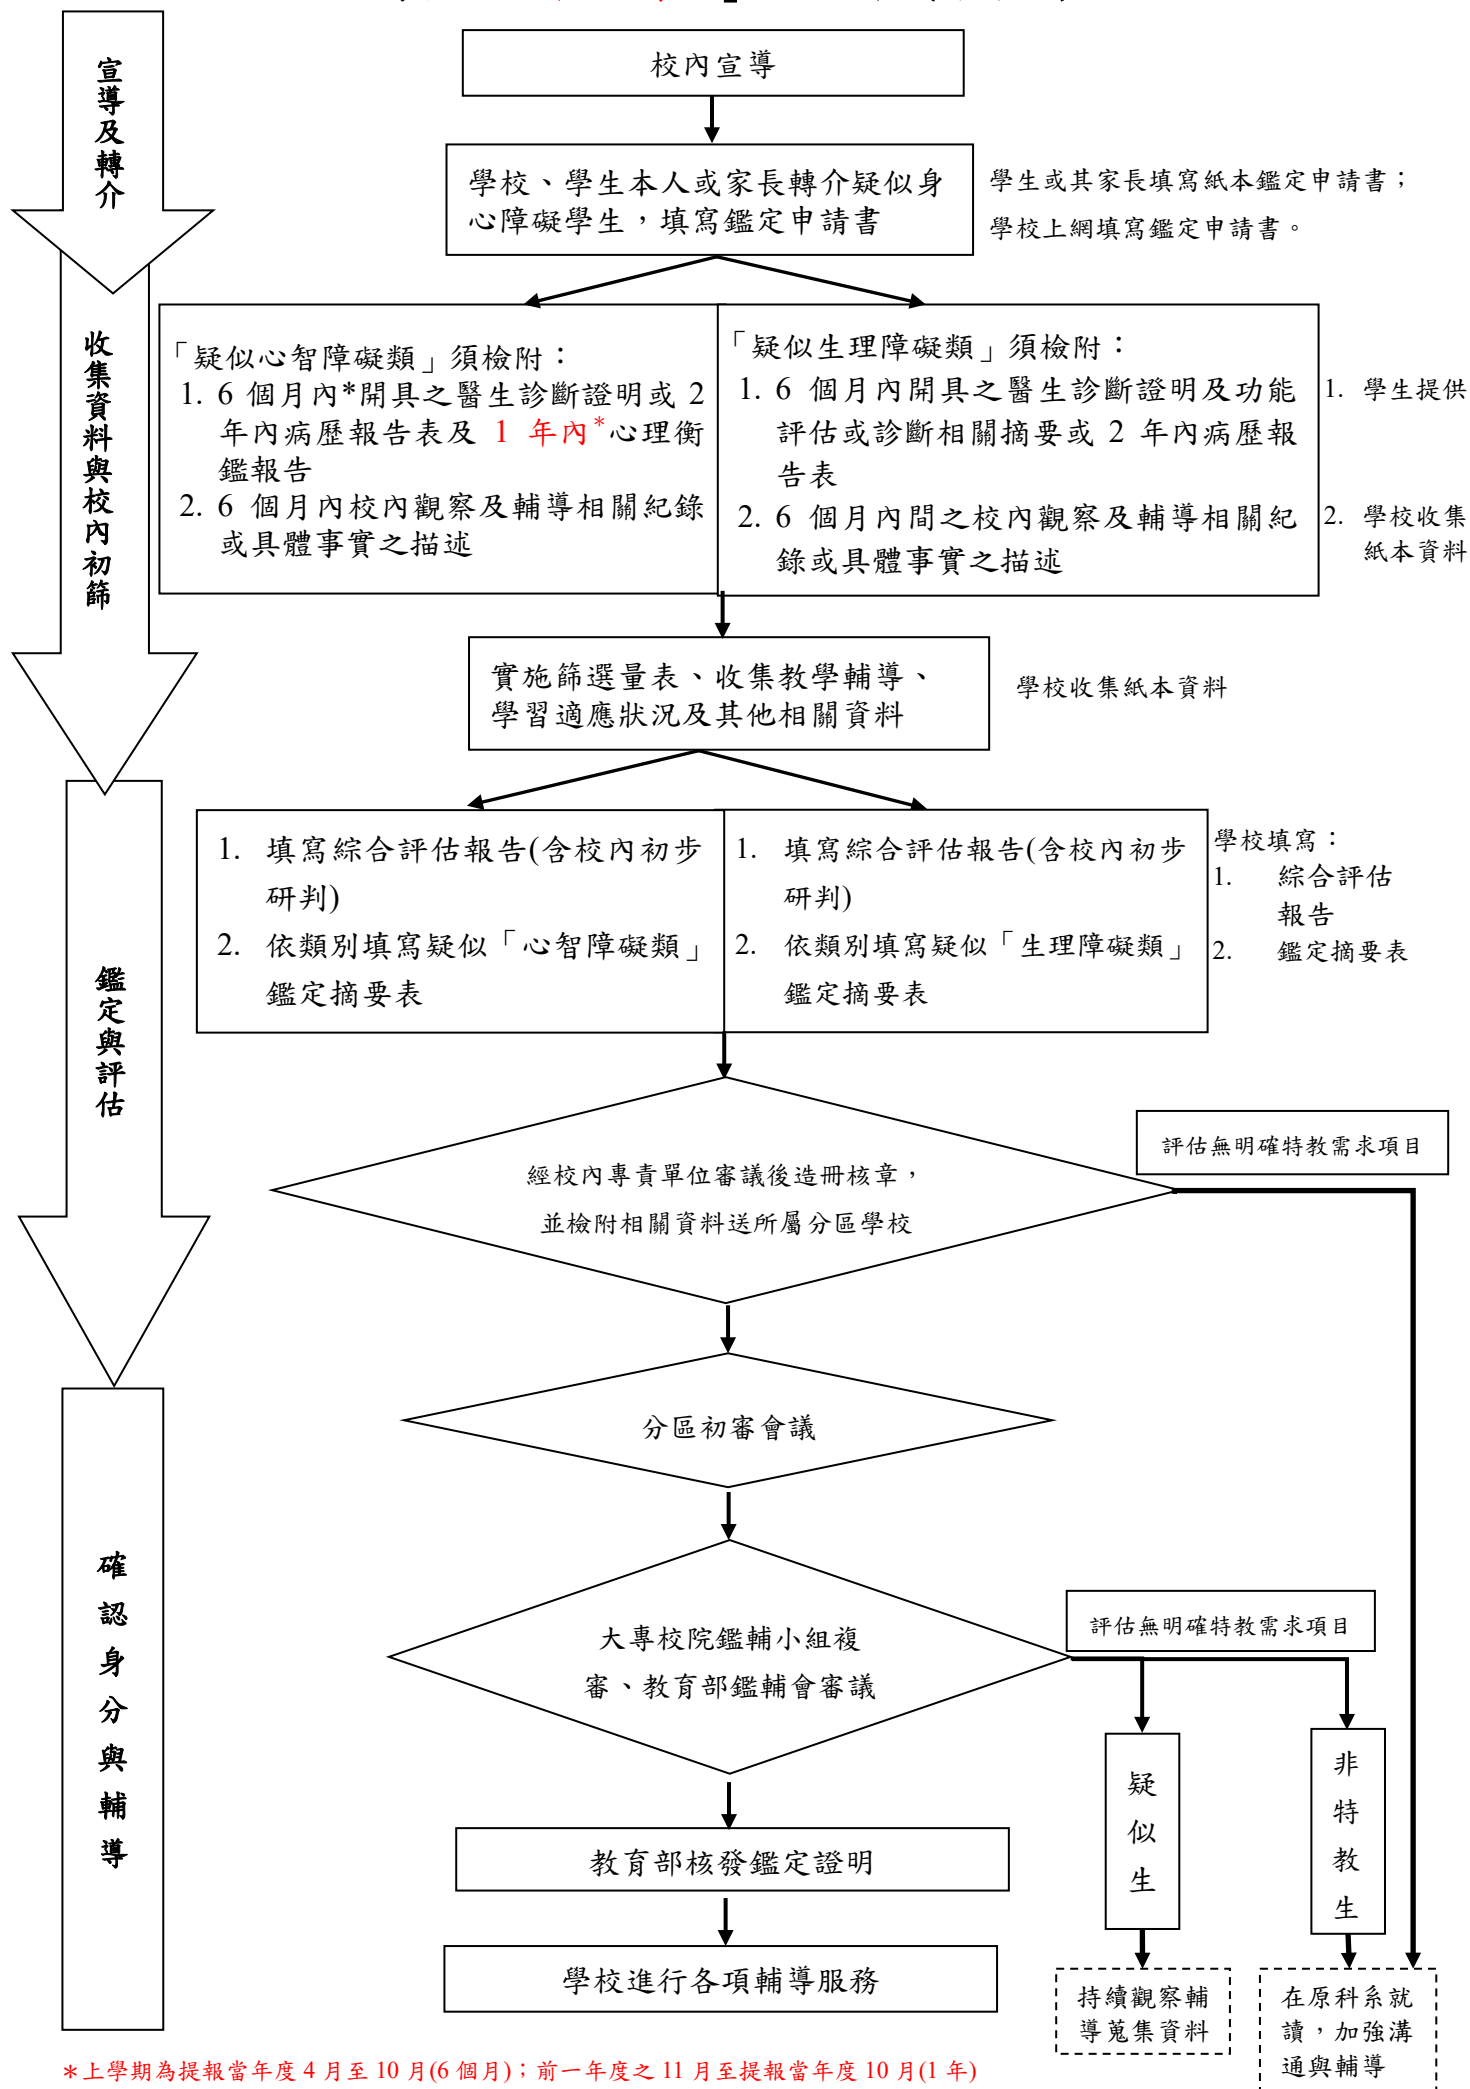 宣導及轉介
校內宣導
學校、學生本人或家長轉介疑似身
心障礙學生，填寫鑑定申請書
學生或其家長填寫紙本鑑定申請書；
學校上網填寫鑑定申請書。
收集資料與校內初篩
「疑似心智障礙類」須檢附：
1. 6 個月內*開具之醫生診斷證明或 2
年內病歷報告表及 1 年內*心理衡
鑑報告
2. 6 個月內校內觀察及輔導相關紀錄
或具體事實之描述
「疑似生理障礙類」須檢附：
1. 6 個月內開具之醫生診斷證明及功能
評估或診斷相關摘要或 2 年內病歷報
告表
2. 6 個月內間之校內觀察及輔導相關紀
錄或具體事實之描述
1. 學生提供
2. 學校收集
紙本資料
實施篩選量表、收集教學輔導、
學習適應狀況及其他相關資料
學校收集紙本資料
鑑定與評估
1. 填寫綜合評估報告(含校內初步
研判)
2. 依類別填寫疑似「心智障礙類」
鑑定摘要表
1. 填寫綜合評估報告(含校內初步
研判)
2. 依類別填寫疑似「生理障礙類」
鑑定摘要表
學校填寫：
1. 綜合評估
報告
2. 鑑定摘要表
經校內專責單位審議後造冊核章，
並檢附相關資料送所屬分區學校
評估無明確特教需求項目
分區初審會議
確認身分與輔導
大專校院鑑輔小組複
審、教育部鑑輔會審議
評估無明確特教需求項目
疑似生
非特教生
教育部核發鑑定證明
學校進行各項輔導服務
持續觀察輔
導蒐集資料
在原科系就
讀，加強溝
通與輔導
*上學期為提報當年度 4 月至 10 月(6 個月)；前一年度之 11 月至提報當年度 10 月(1 年)